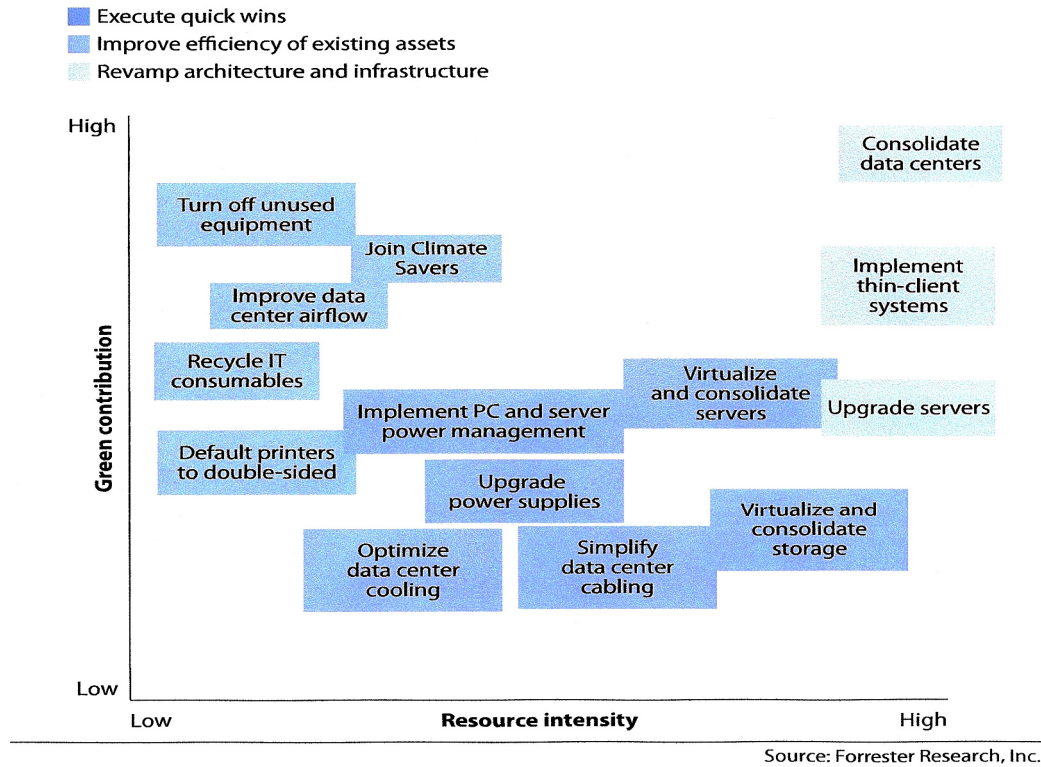 Execute quick wins
Improve efficiency of existing assets
Revamp architecture and infrastructure
High
Consolidate
data centers
Turn off unused
equipment
Join Climate
Savers
Implement
thin-client
systems
Improve data
center airflow
Recycle IT
consumables
Virtualize
and consolidate
servers
Implement PC and server
power management
Upgrade servers
Default printers
to double-sided
Upgrade
power supplies
Virtualize and
consolidate
storage
Optimize
data center
cooling
Simplify
data center
cabling
Green contribution
Low
Low
Resource intensity
High
Source: Forrester Research, Inc.